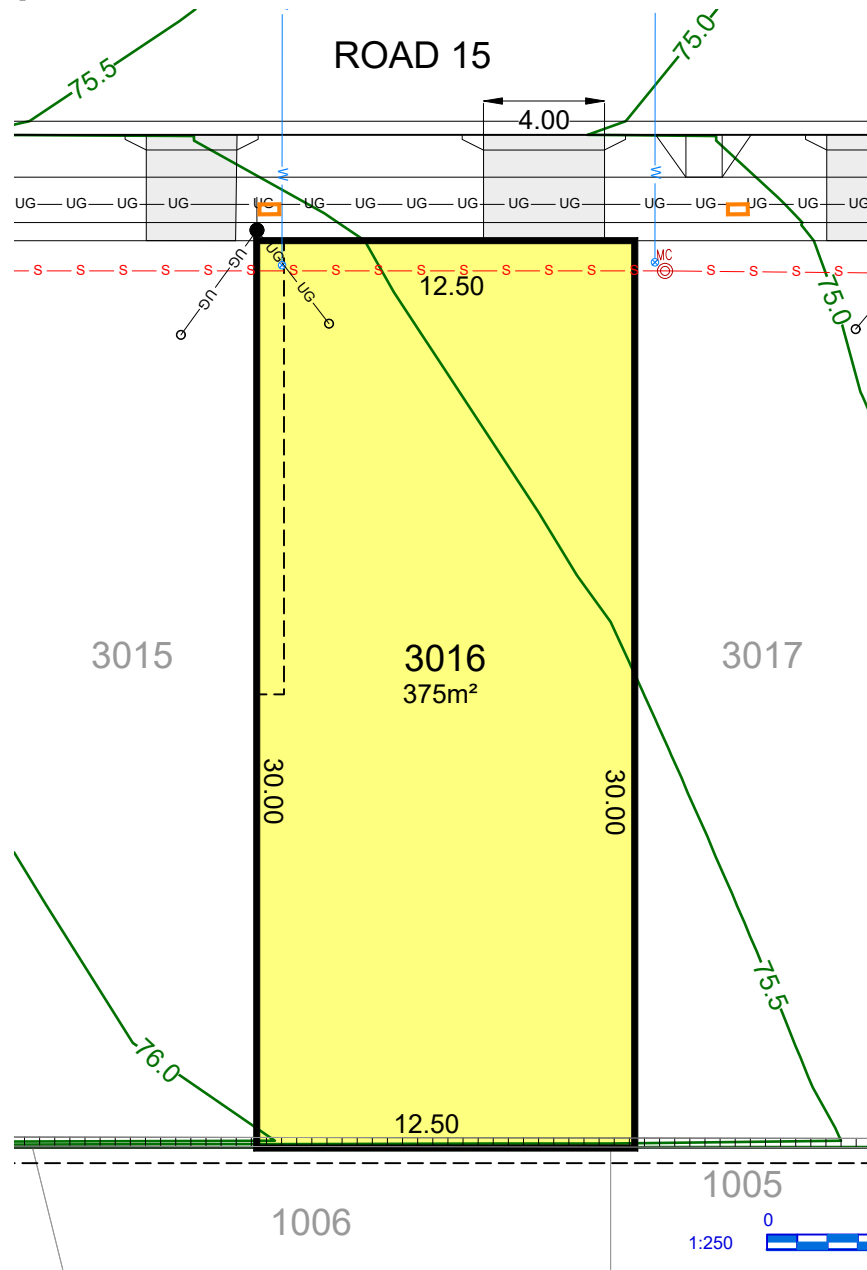 ROAD 15
75.5
75.0
4.00
W
W
UG UG UG UG UG UG UG UG UG UG UG UG UG UG UG UG UG
UG
UG
UG
UG
MC
S S S S S S S S S S S S S S S S S S S
12.50
75.0
3015
3016
3017
375m²
30.00
30.00
75.5
76.0
12.50
1005
1006
0
1:250